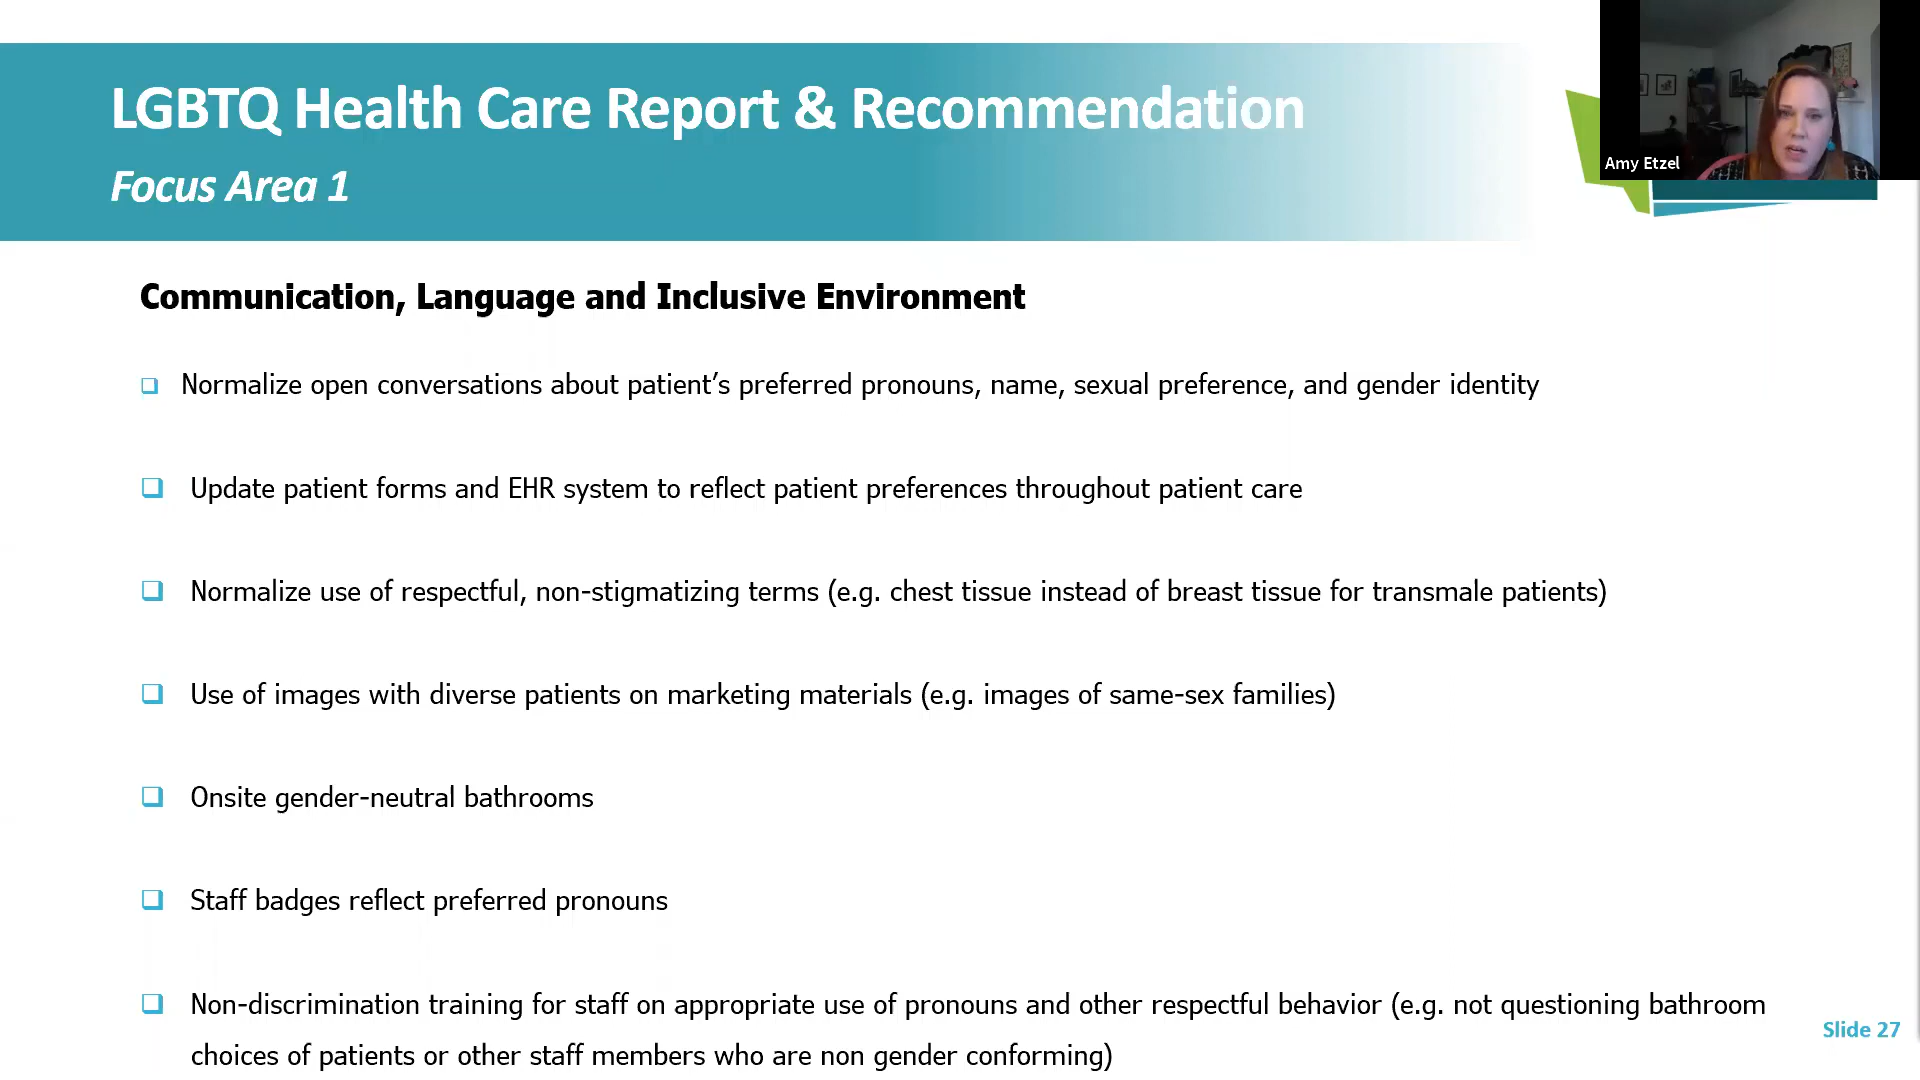 LGBTQ Health Care Report & Recommendation
Focus Area 1
Amy Etzel
Communication, Language and Inclusive Environment
Normalize open conversations about patient’s preferred pronouns, name, sexual preference, and gender identity
Update patient forms and EHR system to reflect patient preferences throughout patient care
Normalize use of respectful, non-stigmatizing terms (e.g. chest tissue instead of breast tissue for transmale patients)
Use of images with diverse patients on marketing materials (e.g. images of same-sex families)
Onsite gender-neutral bathrooms
Staff badges reflect preferred pronouns
Non-discrimination training for staff on appropriate use of pronouns and other respectful behavior (e.g. not questioning bathroom
choices of patients or other staff members who are non gender conforming)
Slide 27